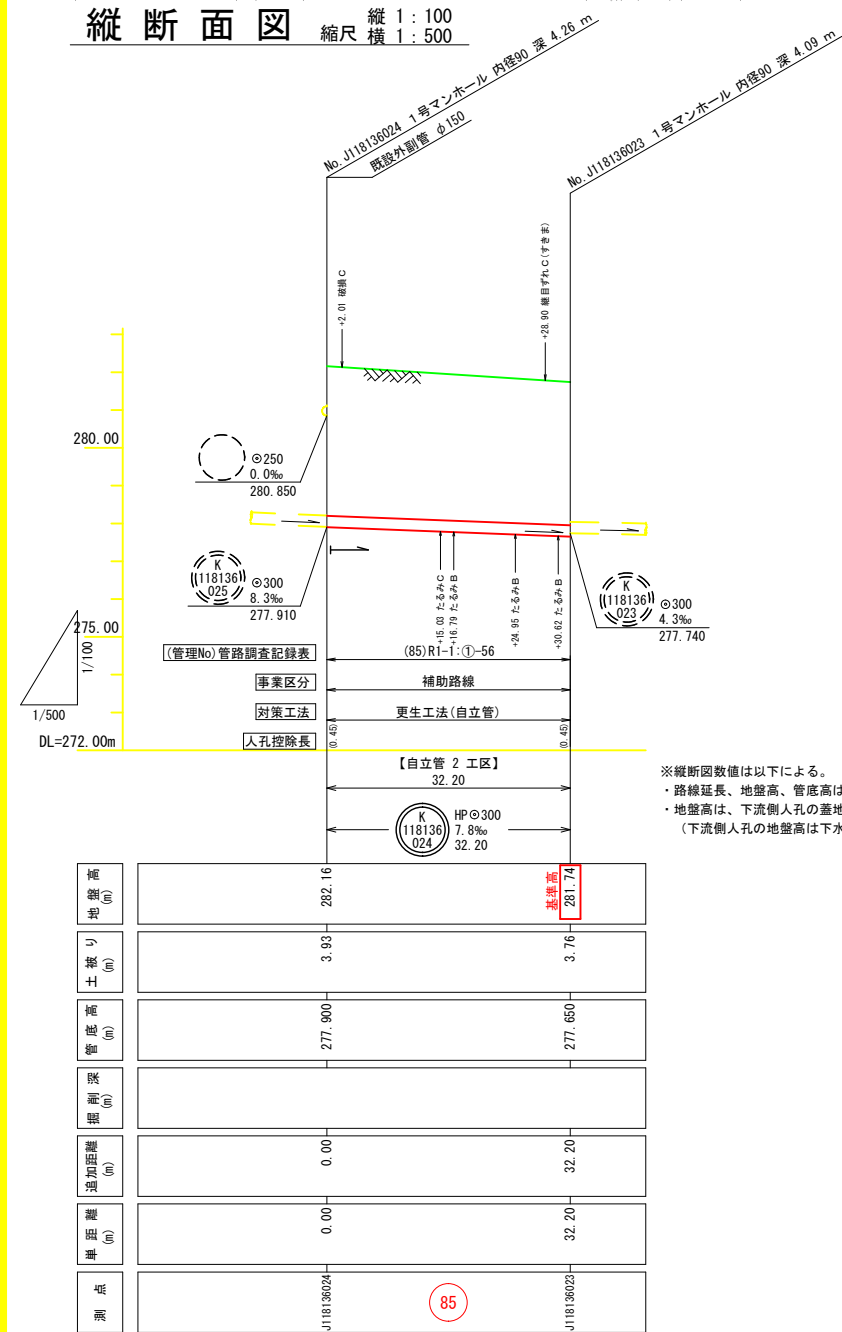 縦断面図 縮尺 縦 1:100 横 1:500
No.J118136024 1号マンホール 内径90 深 4.26 m
既設外副管 φ150
No.J118136023 1号マンホール 内径90 深 4.09 m
+2.01 破損C
+28.90 継目ずれC(すきま)
280.00
◎250
0.0‰
280.850
K
118136
025
◎300
8.3‰
277.910
+15.03 たるみC
+16.79 たるみB
+24.95 たるみB
+30.62 たるみB
K
118136
023
◎300
4.3‰
277.740
275.00
1/100
1/500
DL=272.00m
(管理No)管路調査記録表
(85)R1-1:①-56
事業区分
補助路線
対策工法
更生工法(自立管)
人孔控除長
(0.45)
(0.45)
【自立管 2 工区】
32.20
K
118136
024
HP◎300
7.8‰
32.20
※縦断図数値は以下による。
・路線延長、地盤高、管底高は
・地盤高は、下流側人孔の蓋地
(下流側人孔の地盤高は下水
地盤高(m)
282.16
基準高
281.74
土被り(m)
3.93
3.76
管底高(m)
277.900
277.650
掘削深(m)
追加距離(m)
0.00
32.20
単距離(m)
0.00
32.20
測点
J118136024
85
J118136023